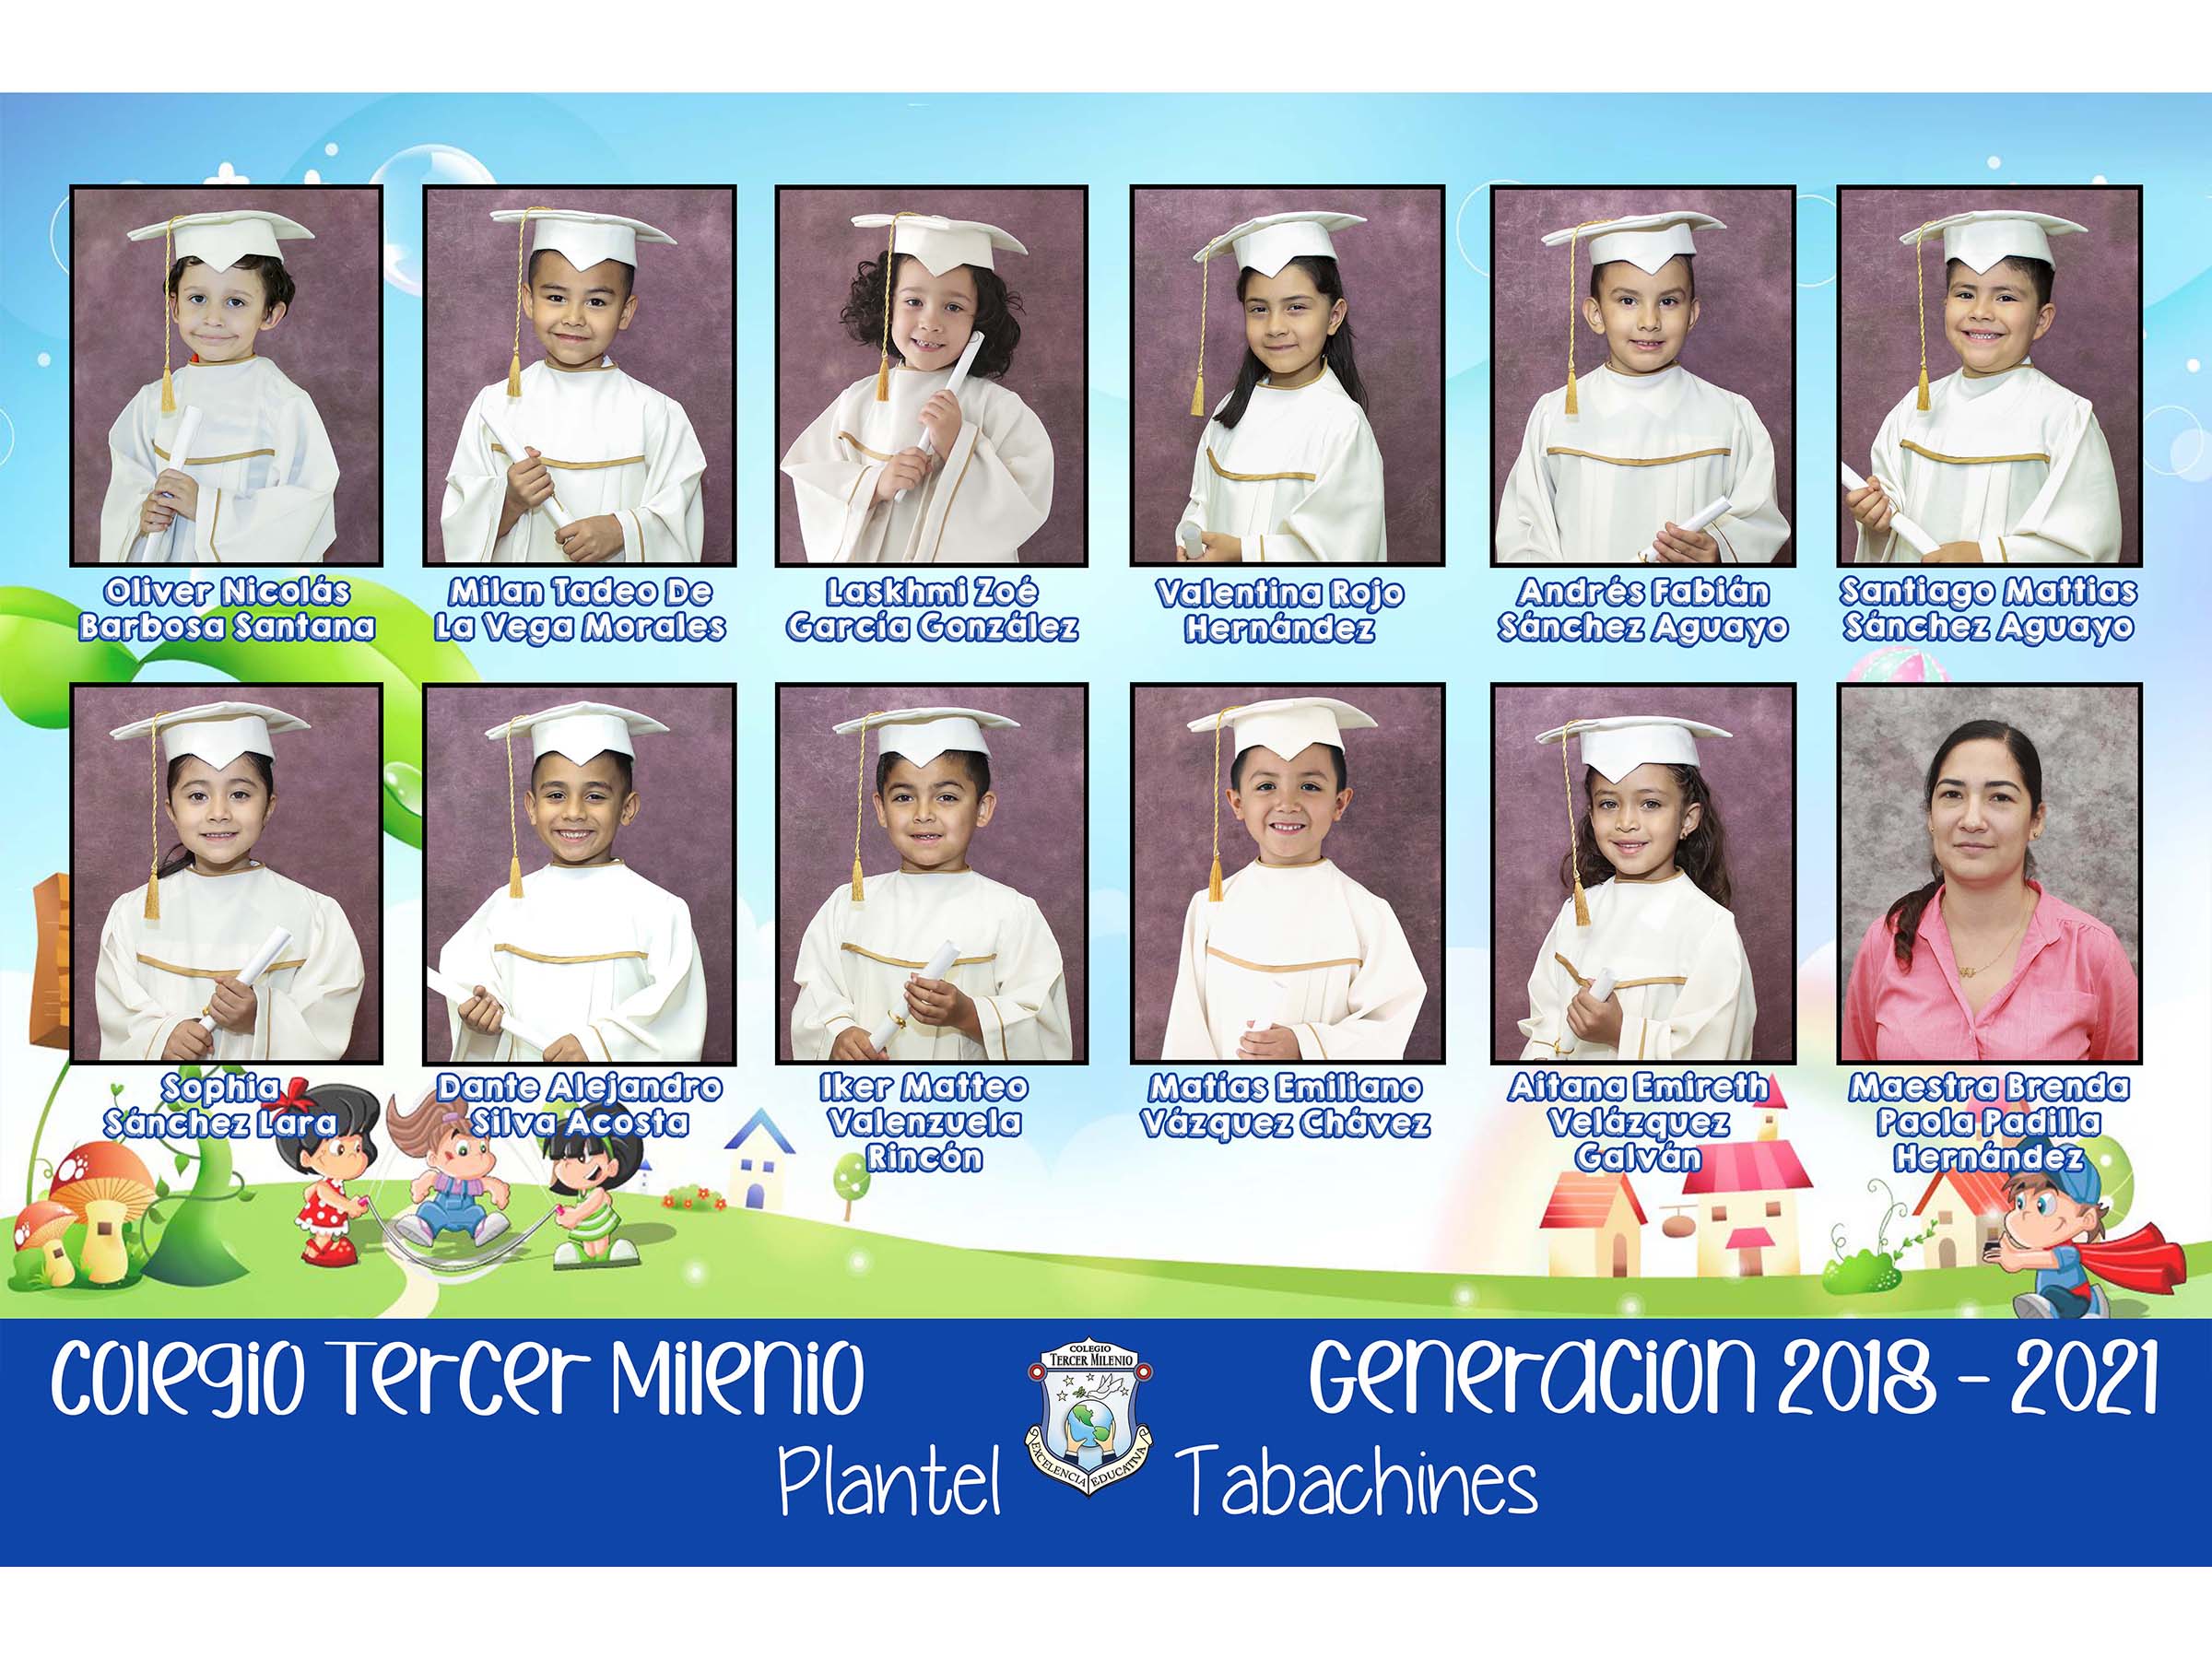 Oliver Nicolás
Barbosa Santana
Milan Tadeo De
La Vega Morales
Laskhmi Zoé
García González
Valentina Rojo
Hernández
Andrés Fabián
Sánchez Aguayo
Santiago Mattias
Sánchez Aguayo
Sophia
Sánchez Lara
Dante Alejandro
Silva Acosta
Iker Matteo
Valenzuela
Rincón
Matías Emiliano
Vázquez Chávez
Aitana Emireth
Velázquez
Galván
Maestra Brenda
Paola Padilla
Hernández
Colegio Tercer Milenio
COLEGIO
TERCER MILENIO
EXCELENCIA EDUCATIVA
Generacion 2018 - 2021
Plantel Tabachines